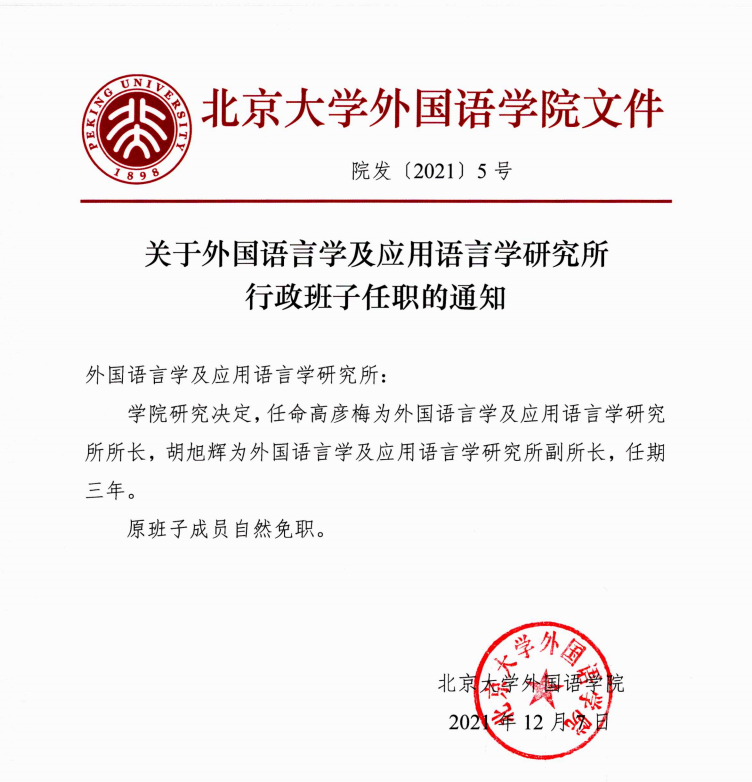 PEKING UNIVERSITY
1898
北京大学外国语学院文件
院发〔2021〕5 号
关于外国语言学及应用语言学研究所
行政班子任职的通知
外国语言学及应用语言学研究所：
学院研究决定，任命高彦梅为外国语言学及应用语言学研究
所所长，胡旭辉为外国语言学及应用语言学研究所副所长，任期
三年。
原班子成员自然免职。
北京大学外国语学院
北京大学外国语学院
2021 年 12 月 7 日